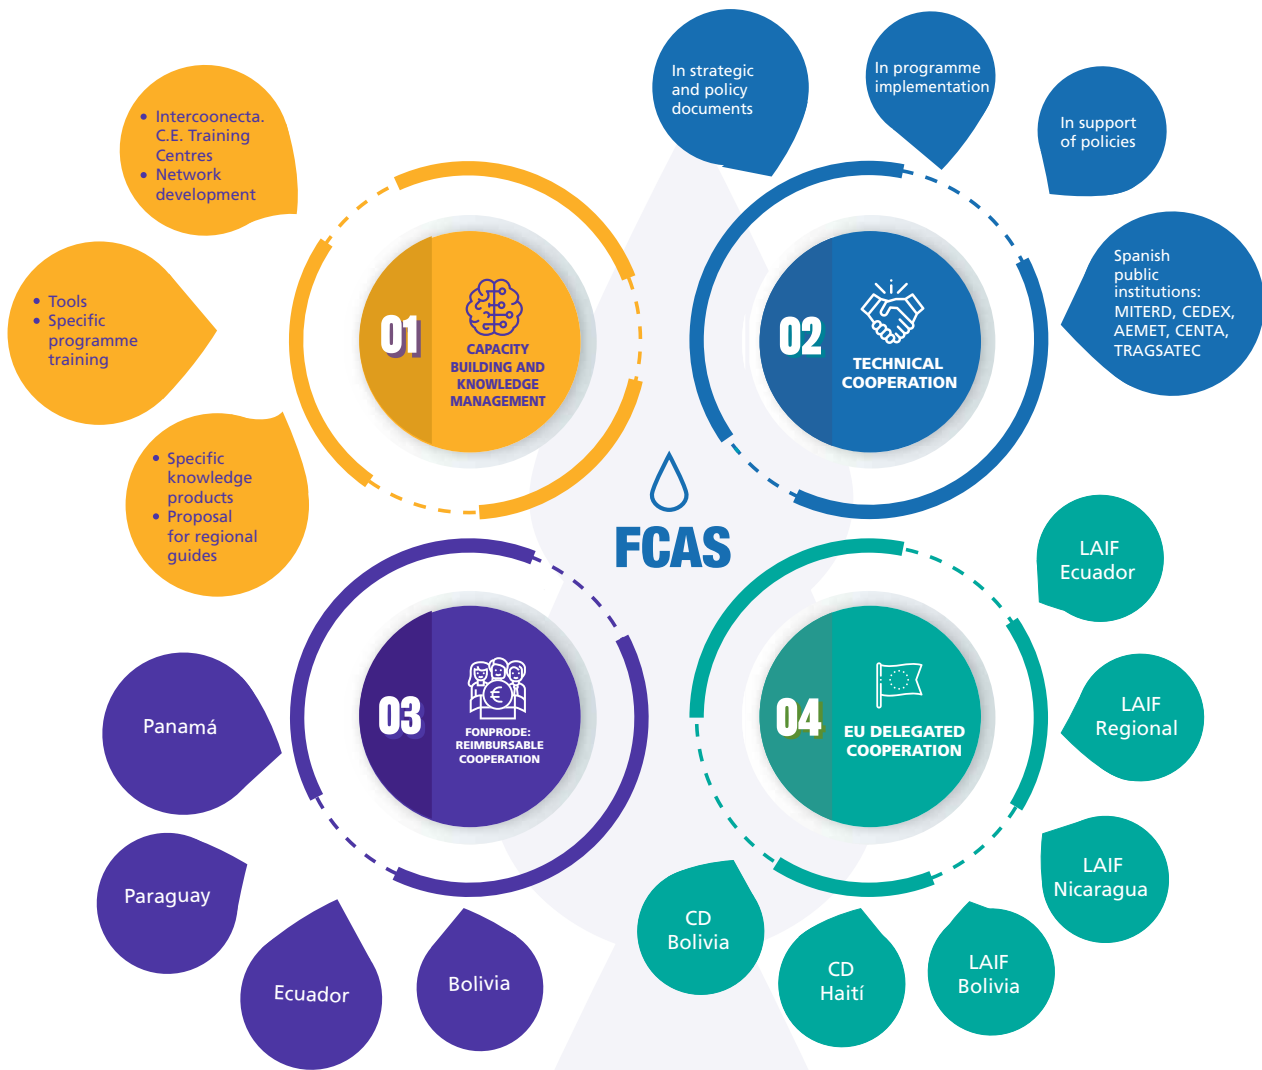 • Intercoonecta.
C.E. Training
Centres
• Network
development
• Tools
• Specific
programme
training
• Specific
knowledge
products
• Proposal
for regional
guides
01
CAPACITY
BUILDING AND
KNOWLEDGE
MANAGEMENT
In strategic
and policy
documents
In programme
implementation
In support
of policies
Spanish
public
institutions:
MITERD, CEDEX,
AEMET, CENTA,
TRAGSATEC
02
TECHNICAL
COOPERATION
FCAS
03
€
FONPRODE:
REIMBURSABLE
COOPERATION
Panamá
Paraguay
Ecuador
Bolivia
04
EU DELEGATED
COOPERATION
LAIF
Ecuador
LAIF
Regional
LAIF
Nicaragua
LAIF
Bolivia
CD
Haití
CD
Bolivia